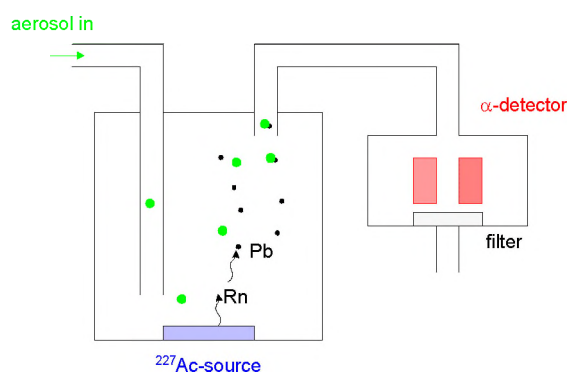 aerosol in
α-detector
filter
Pb
Rn
²²⁷Ac-source